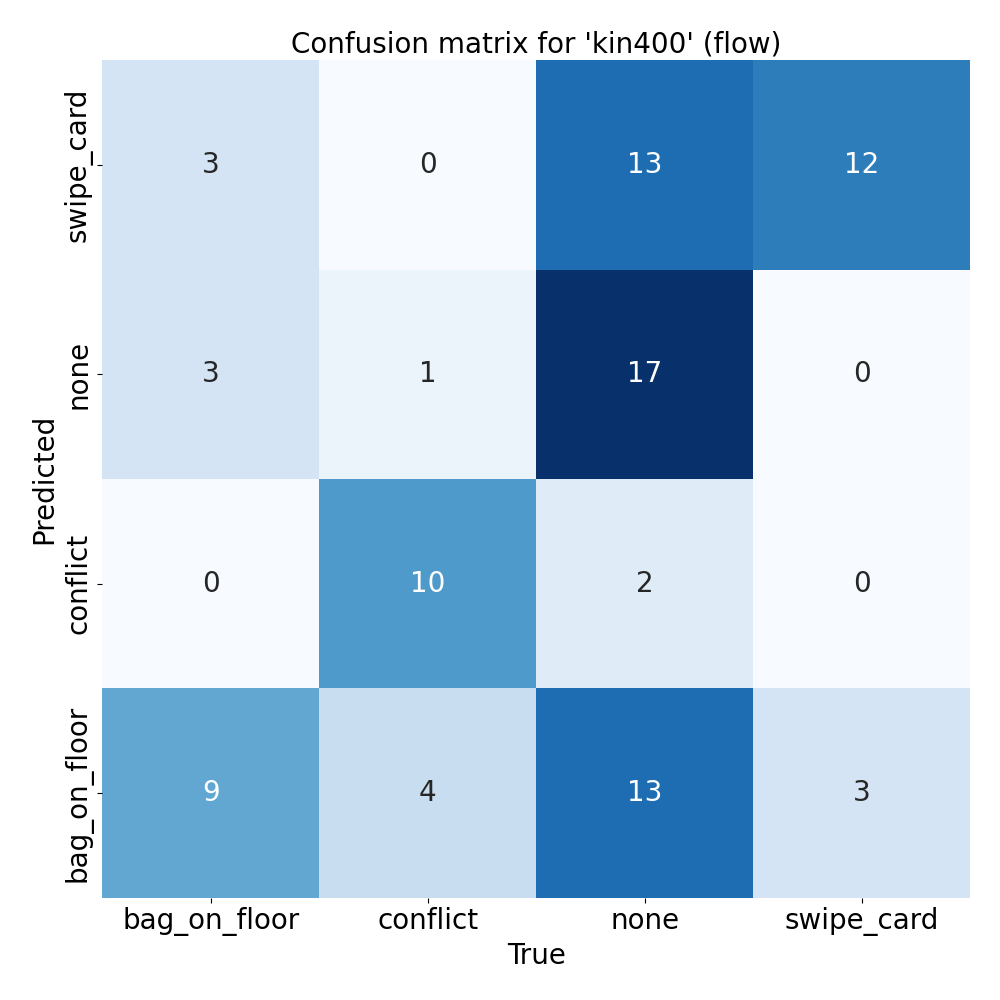 Confusion matrix for 'kin400' (flow)
swipe_card
3 0 13 12
none
3 1 17 0
Predicted
conflict
0 10 2 0
bag_on_floor
9 4 13 3
bag_on_floor conflict none swipe_card
True